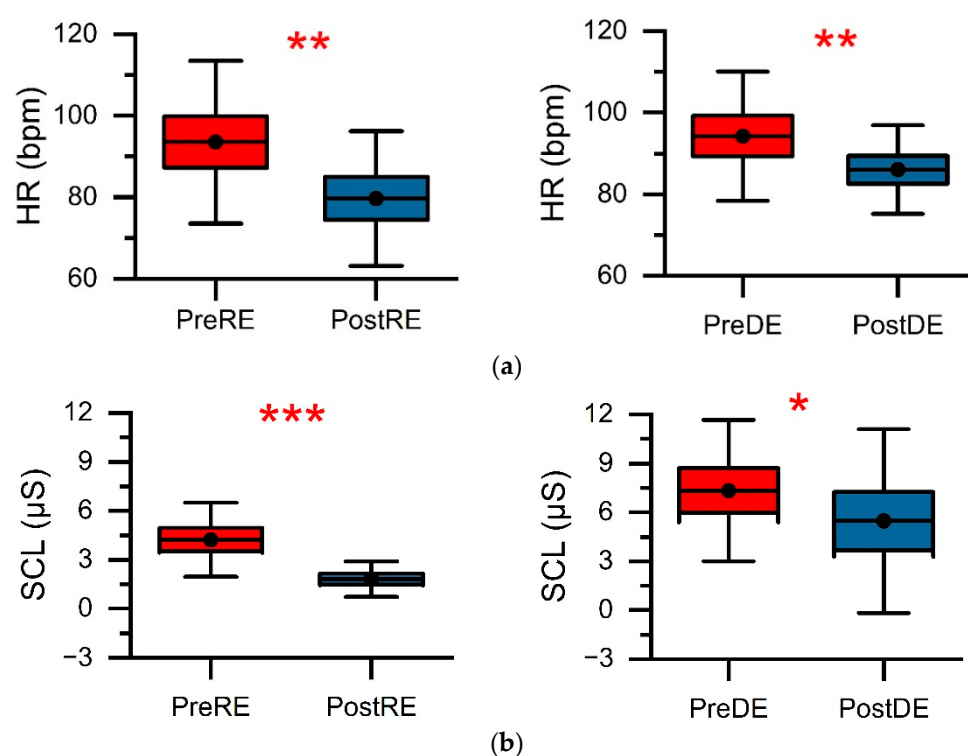 120
**
100
HR (bpm)
80
60
PreRE PostRE
120
**
100
HR (bpm)
80
60
PreDE PostDE
(a)
12
***
9
6
SCL (µS)
3
0
−3
PreRE PostRE
12
*
9
6
SCL (µS)
3
0
−3
PreDE PostDE
(b)